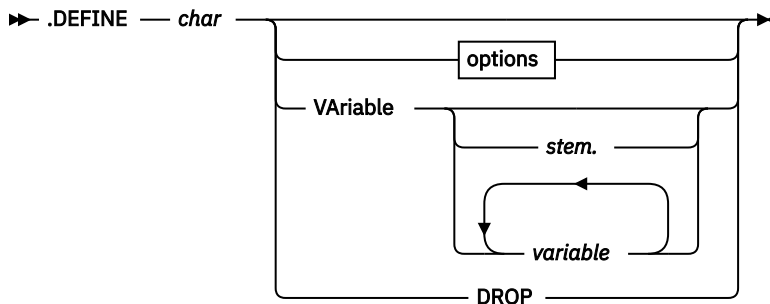 .DEFINE char
options
VAriable
stem.
variable
DROP